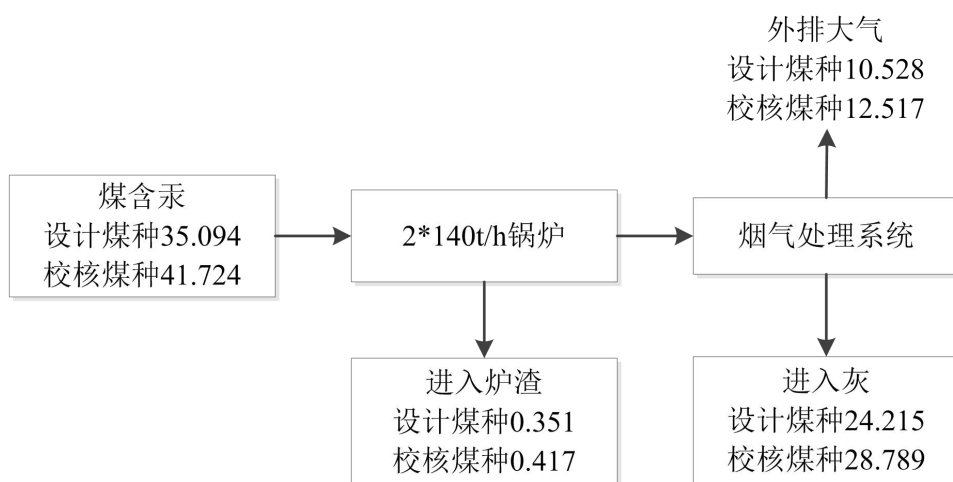 外排大气
设计煤种10.528
校核煤种12.517
煤含汞
设计煤种35.094
校核煤种41.724
2*140t/h锅炉
烟气处理系统
进入炉渣
设计煤种0.351
校核煤种0.417
进入灰
设计煤种24.215
校核煤种28.789